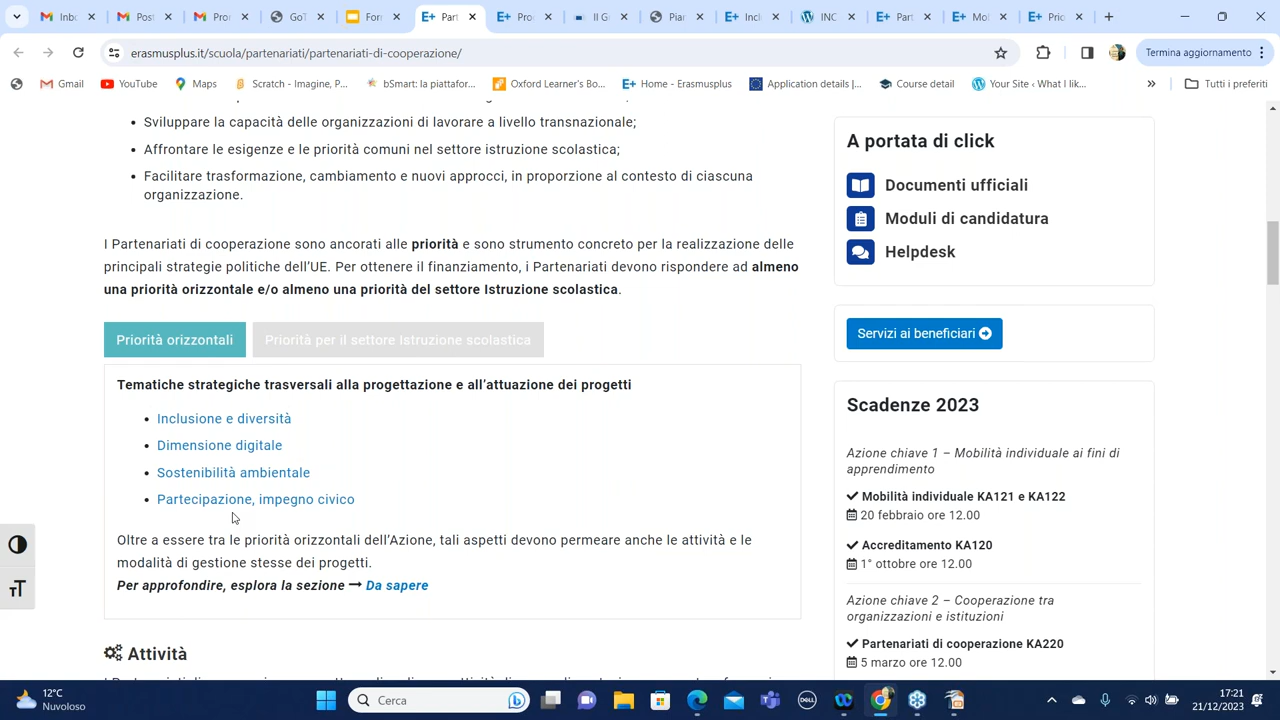 Inbo
Post
Pro
GoT
For
E+ Part
E+ Pro
Il G
Pian
E+ Inclu
INC
E+ Part
E+ Mol
E+ Prio
erasmusplus.it/scuola/partenariati/partenariati-di-cooperazione/
Termina aggiornamento
Gmail
YouTube
Maps
Scratch - Imagine, P...
bSmart: la piattafor...
Oxford Learner's Bo...
E+ Home - Erasmusplus
Application details |...
Course detail
Your Site ‹ What I lik...
Tutti i preferiti
Sviluppare la capacità delle organizzazioni di lavorare a livello transnazionale;
Affrontare le esigenze e le priorità comuni nel settore istruzione scolastica;
Facilitare trasformazione, cambiamento e nuovi approcci, in proporzione al contesto di ciascuna
organizzazione.
I Partenariati di cooperazione sono ancorati alle priorità e sono strumento concreto per la realizzazione delle
principali strategie politiche dell'UE. Per ottenere il finanziamento, i Partenariati devono rispondere ad almeno
una priorità orizzontale e/o almeno una priorità del settore Istruzione scolastica.
Priorità orizzontali
Priorità per il settore Istruzione scolastica
Tematiche strategiche trasversali alla progettazione e all'attuazione dei progetti
Inclusione e diversità
Dimensione digitale
Sostenibilità ambientale
Partecipazione, impegno civico
Oltre a essere tra le priorità orizzontali dell'Azione, tali aspetti devono permeare anche le attività e le
modalità di gestione stesse dei progetti.
Per approfondire, esplora la sezione → Da sapere
Attività
A portata di click
Documenti ufficiali
Moduli di candidatura
Helpdesk
Servizi ai beneficiari
Scadenze 2023
Azione chiave 1 – Mobilità individuale ai fini di
apprendimento
Mobilità individuale KA121 e KA122
20 febbraio ore 12.00
Accreditamento KA120
1° ottobre ore 12.00
Azione chiave 2 – Cooperazione tra
organizzazioni e istituzioni
Partenariati di cooperazione KA220
5 marzo ore 12.00
TT
12°C
Nuvoloso
Cerca
DELL
17:21
21/12/2023